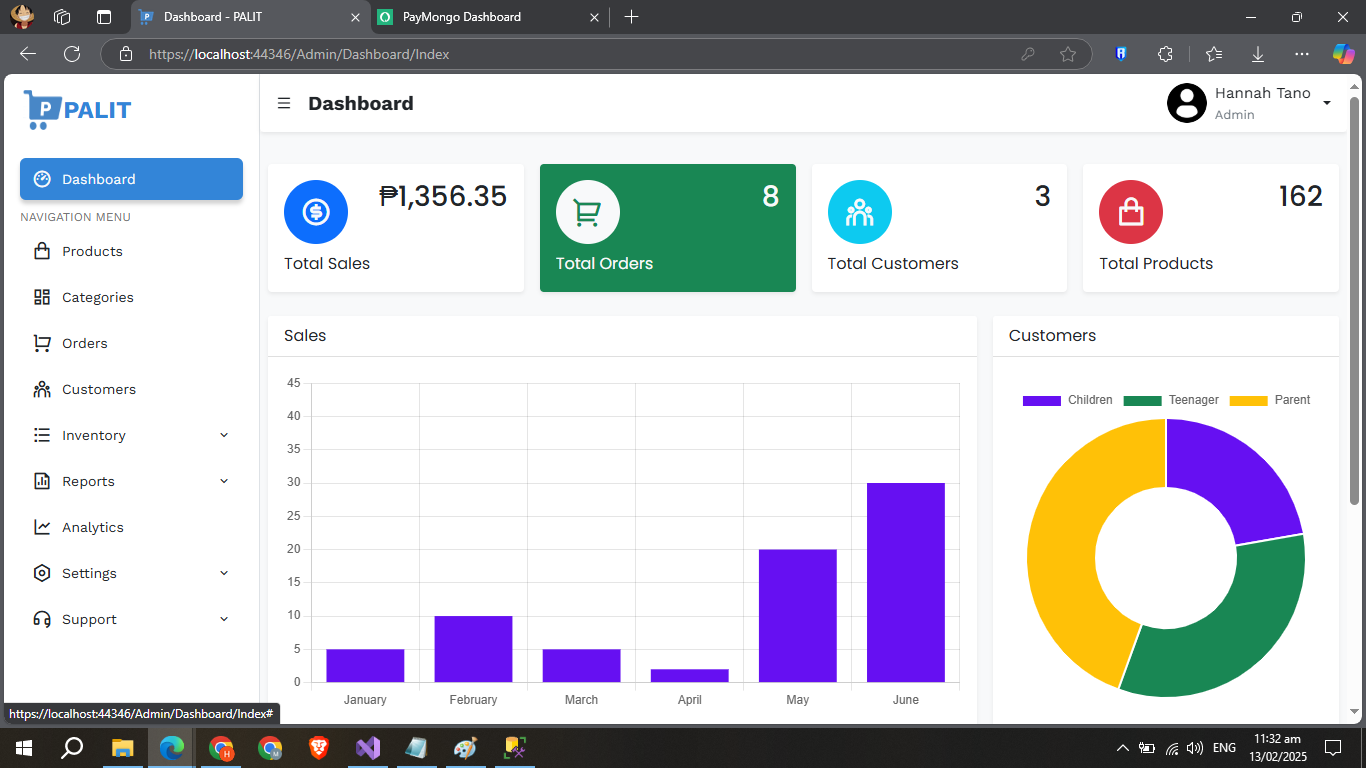 Dashboard - PALIT
PayMongo Dashboard
https://localhost:44346/Admin/Dashboard/Index
P PALIT
Dashboard
Hannah Tano
Admin
Dashboard
NAVIGATION MENU
Products
Categories
Orders
Customers
Inventory
Reports
Analytics
Settings
Support
₱1,356.35
Total Sales
8
Total Orders
3
Total Customers
162
Total Products
Sales
45
40
35
30
25
20
15
10
5
0
January February March April May June
Customers
Children Teenager Parent
https://localhost:44346/Admin/Dashboard/Index#
ENG
11:32 am
13/02/2025